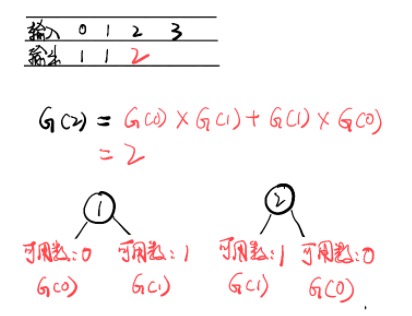 输入 0 1 2 3
输出 1 1 2
G(2) = G(0) × G(1) + G(1) × G(0)
= 2
1 2
可用数:0 可用数:1 可用数:1 可用数:0
G(0) G(1) G(1) G(0)